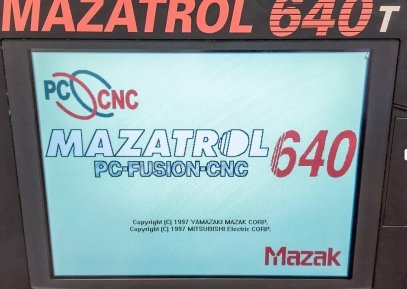 MAZATROL 640T
PC CNC
MAZATROL 640
PC-FUSION-CNC
Copyright (C) 1997 YAMAZAKI MAZAK CORP.
Copyright (C) 1997 MITSUBISHI Electric CORP.
Mazak